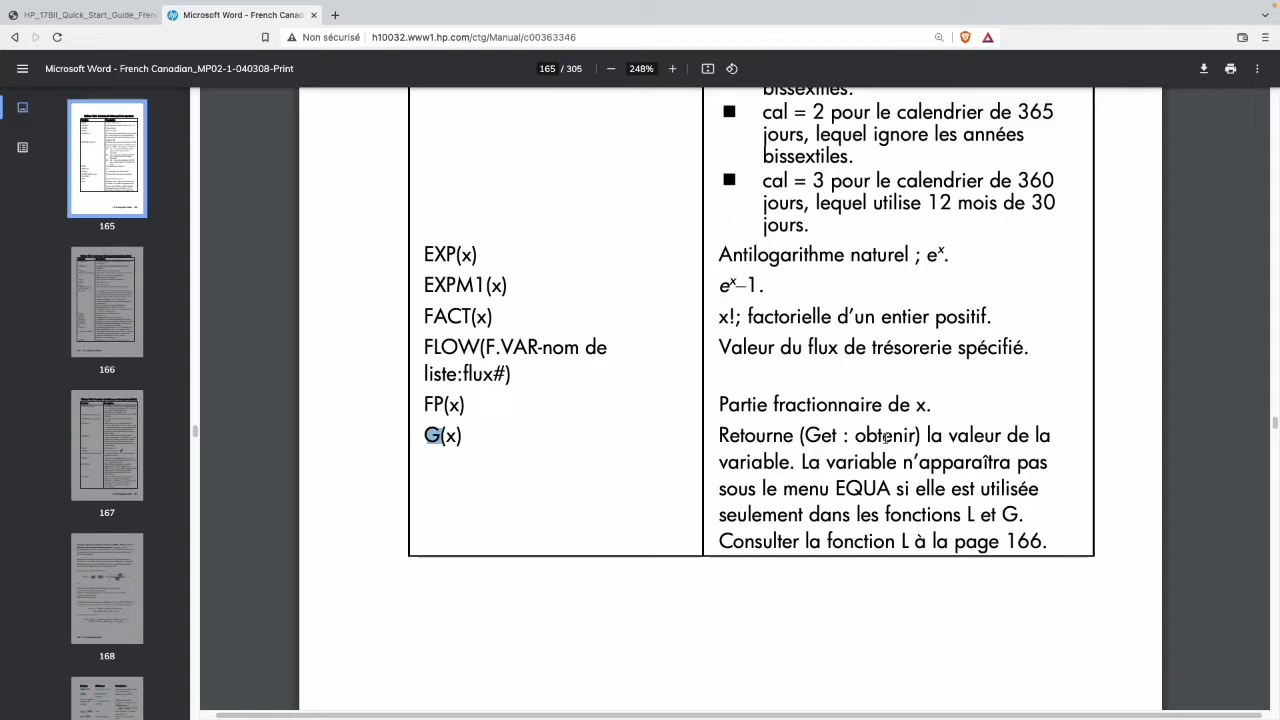 HP_17BII_Quick_Start_Guide_Fren
Microsoft Word - French Canad
Non sécurisé
h10032.www1.hp.com/ctg/Manual/c00363346
Microsoft Word - French Canadian_MP02-1-040308-Print
165 / 305
248%
165
166
167
168
bissextiles.
■ cal = 2 pour le calendrier de 365
jours, lequel ignore les années
bissextiles.
■ cal = 3 pour le calendrier de 360
jours, lequel utilise 12 mois de 30
jours.
EXP(x) Antilogarithme naturel ; eˣ.
EXPM1(x) eˣ–1.
FACT(x) x!; factorielle d’un entier positif.
FLOW(F.VAR-nom de Valeur du flux de trésorerie spécifié.
liste:flux#)
FP(x) Partie fractionnaire de x.
G(x) Retourne (Get : obtenir) la valeur de la
variable. La variable n’apparaîtra pas
sous le menu EQUA si elle est utilisée
seulement dans les fonctions L et G.
Consulter la fonction L à la page 166.